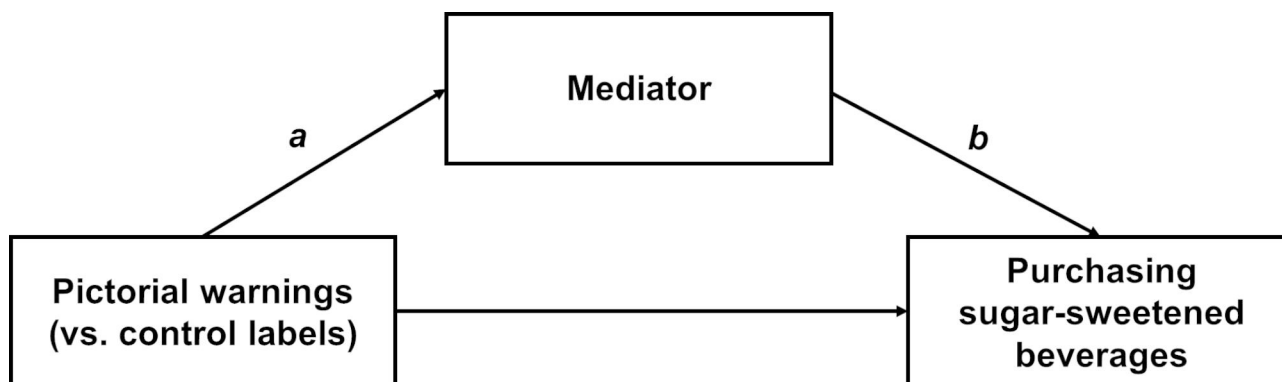 Mediator
a
b
Pictorial warnings
(vs. control labels)
Purchasing
sugar-sweetened
beverages